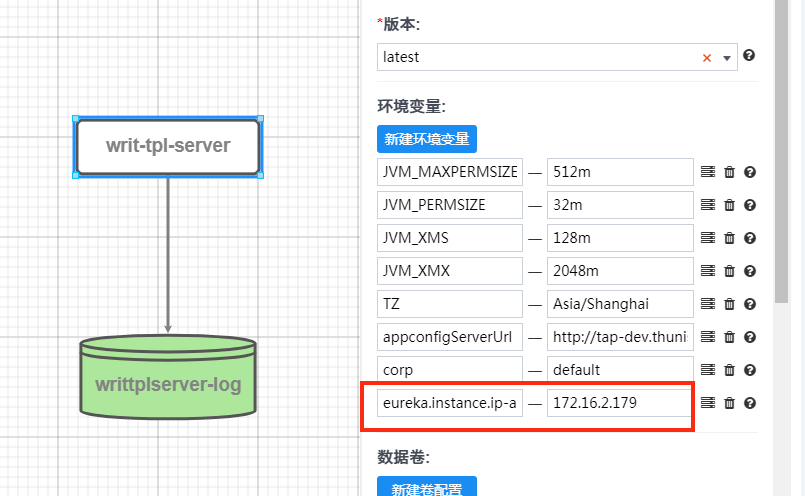 *版本:
latest
环境变量:
新建环境变量
JVM_MAXPERMSIZE — 512m
JVM_PERMSIZE — 32m
JVM_XMS — 128m
JVM_XMX — 2048m
TZ — Asia/Shanghai
appconfigServerUrl — http://tap-dev.thunis
corp — default
eureka.instance.ip-a — 172.16.2.179
数据卷:
新建卷配置
writ-tpl-server
writtplserver-log